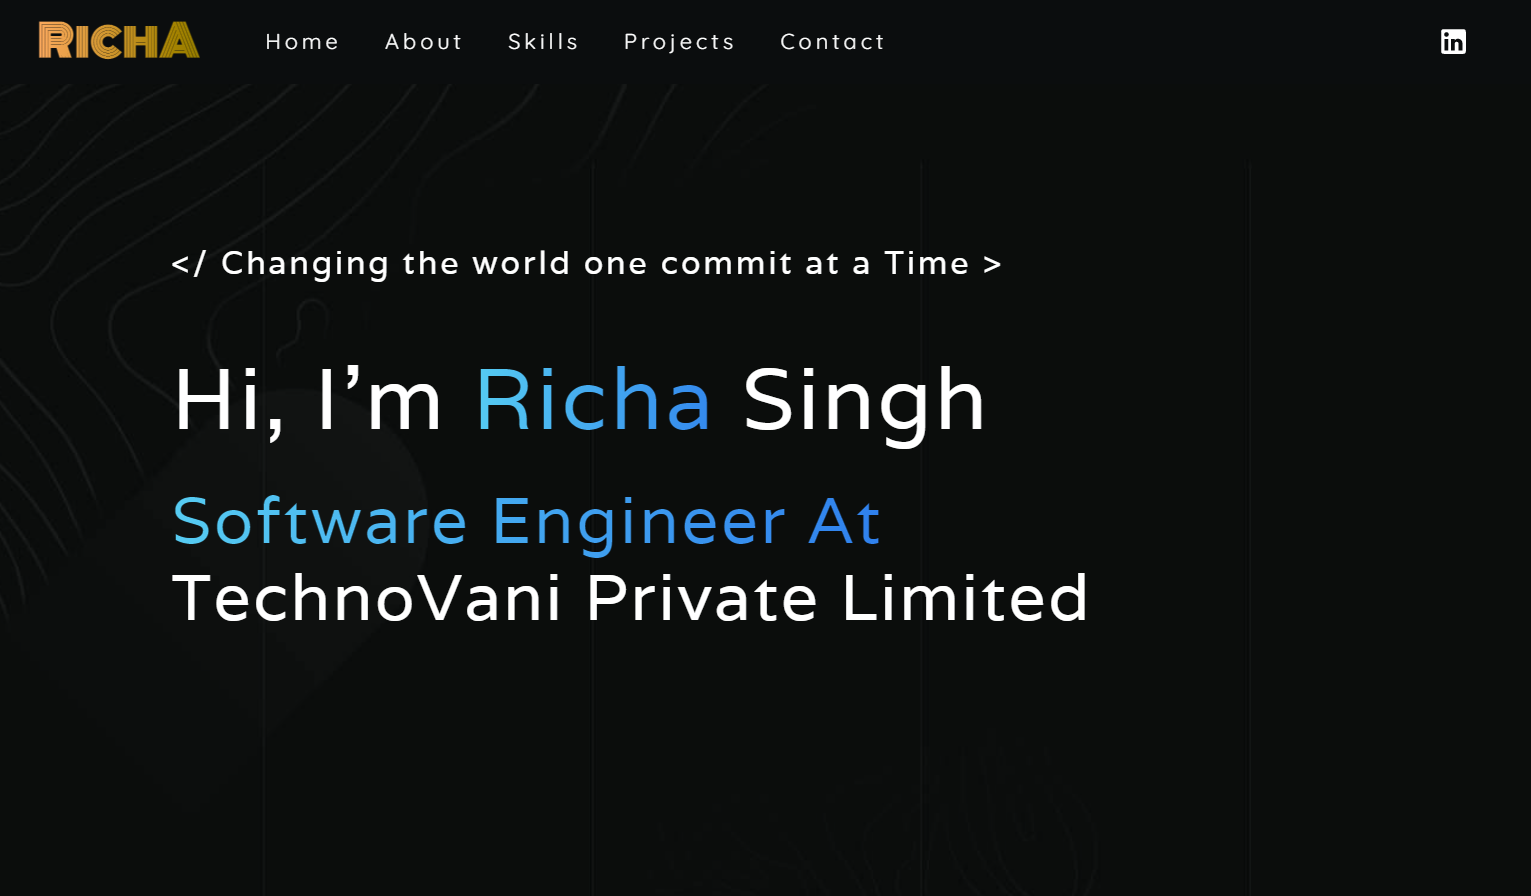 RICHA Home About Skills Projects Contact in
</ Changing the world one commit at a Time >
Hi, I'm Richa Singh
Software Engineer At
TechnoVani Private Limited